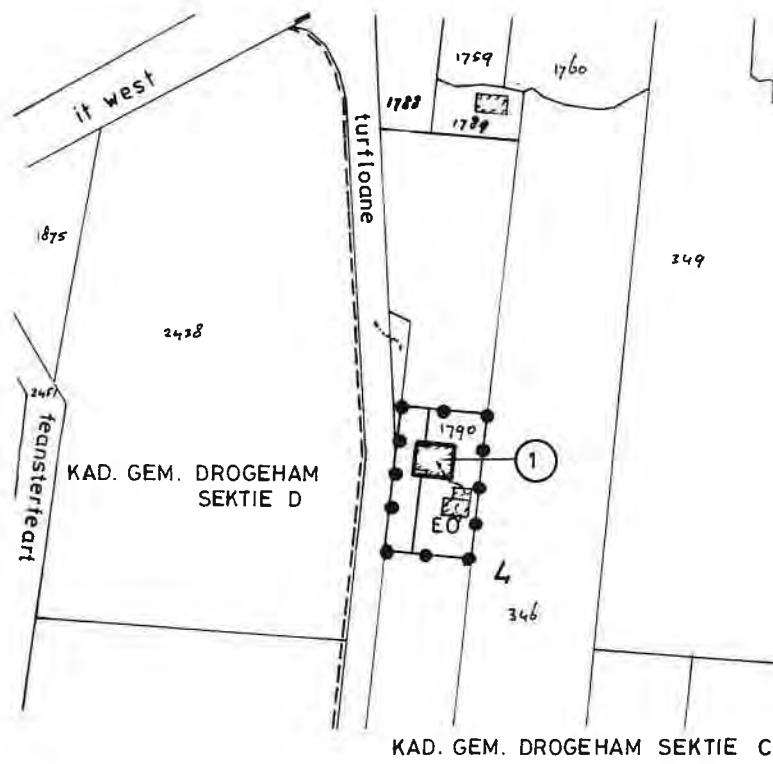 it west
1759
1760
1788
1789
turfloane
1875
349
2438
2451
feansterfeart
1790
1
KAD. GEM. DROGEHAM
SEKTIE D
EO
4
346
KAD. GEM. DROGEHAM SEKTIE C